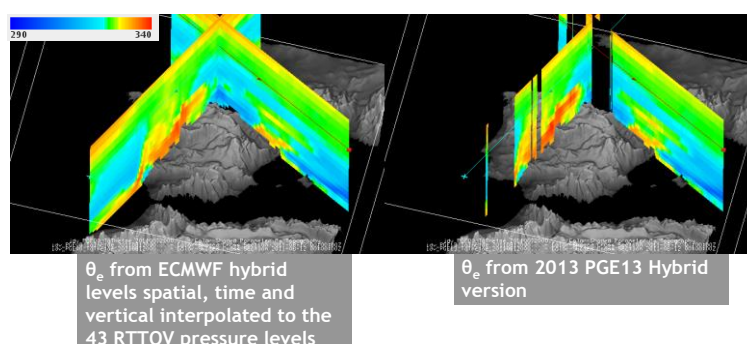 290 340
θe from ECMWF hybrid
levels spatial, time and
vertical interpolated to the
43 RTTOV pressure levels
θe from 2013 PGE13 Hybrid
version